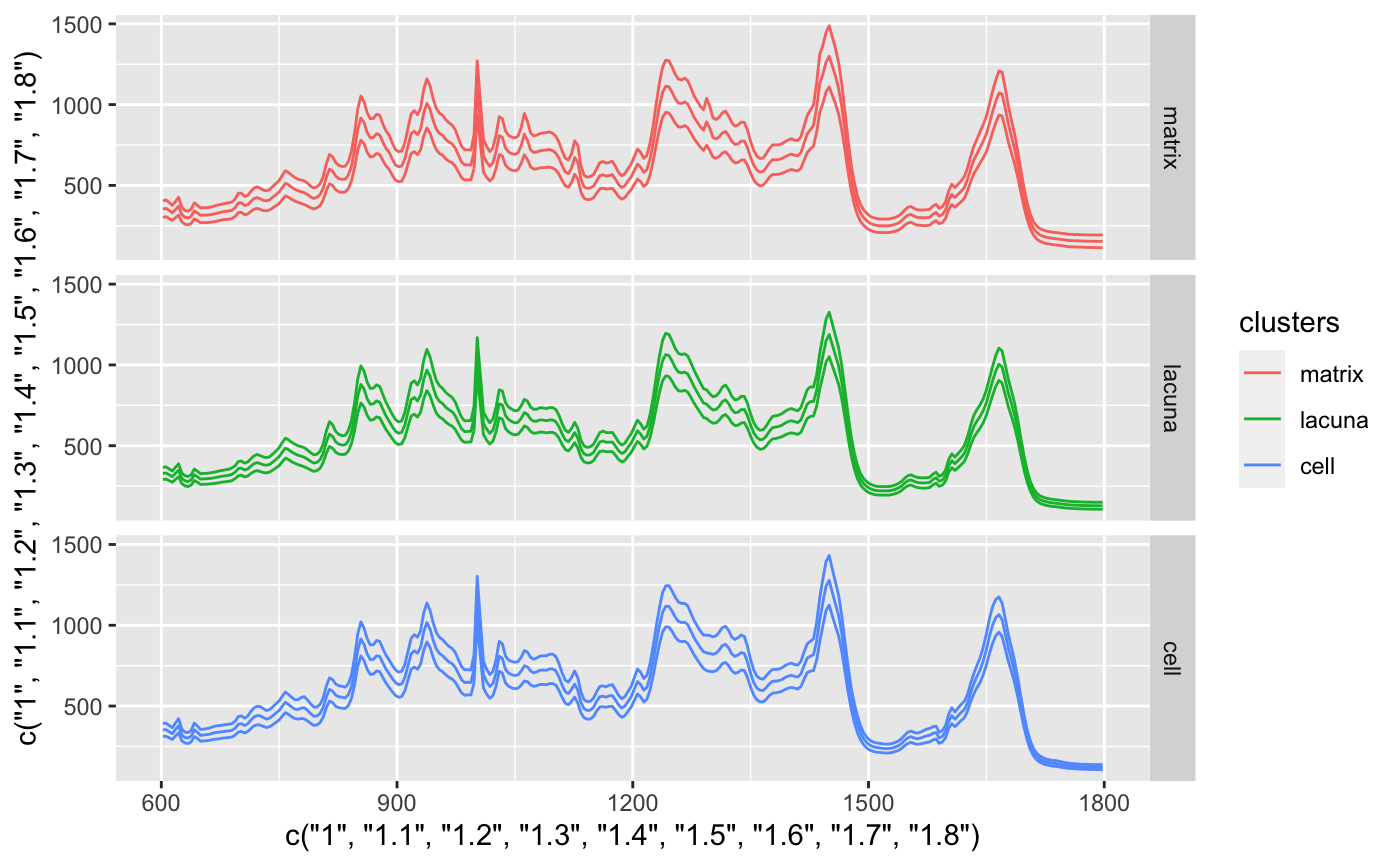 c("1", "1.1", "1.2", "1.3", "1.4", "1.5", "1.6", "1.7", "1.8")
1500
1000
500
matrix
1500
1000
500
lacuna
1500
1000
500
cell
600
900
1200
1500
1800
c("1", "1.1", "1.2", "1.3", "1.4", "1.5", "1.6", "1.7", "1.8")
clusters
matrix
lacuna
cell